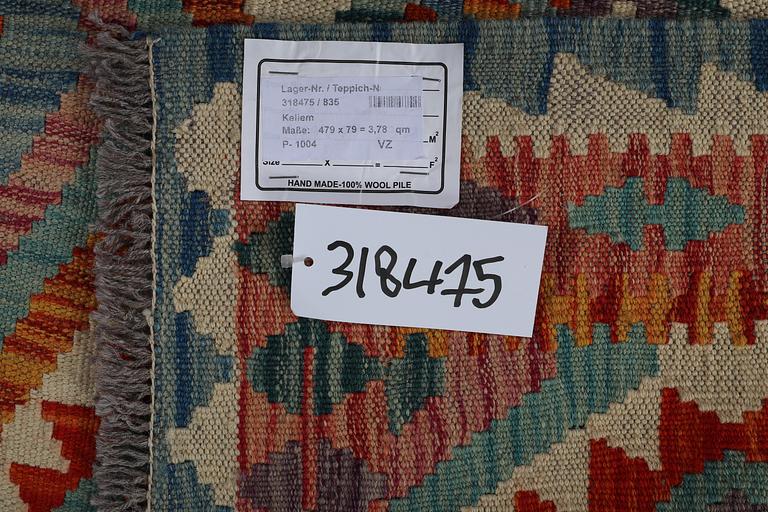 Lager-Nr. / Teppich-N
318475 / 835
Keliem
Maße: 479 x 79 = 3,78 qm
P- 1004 VZ
M²
Size x = F²
HAND MADE-100% WOOL PILE
318475